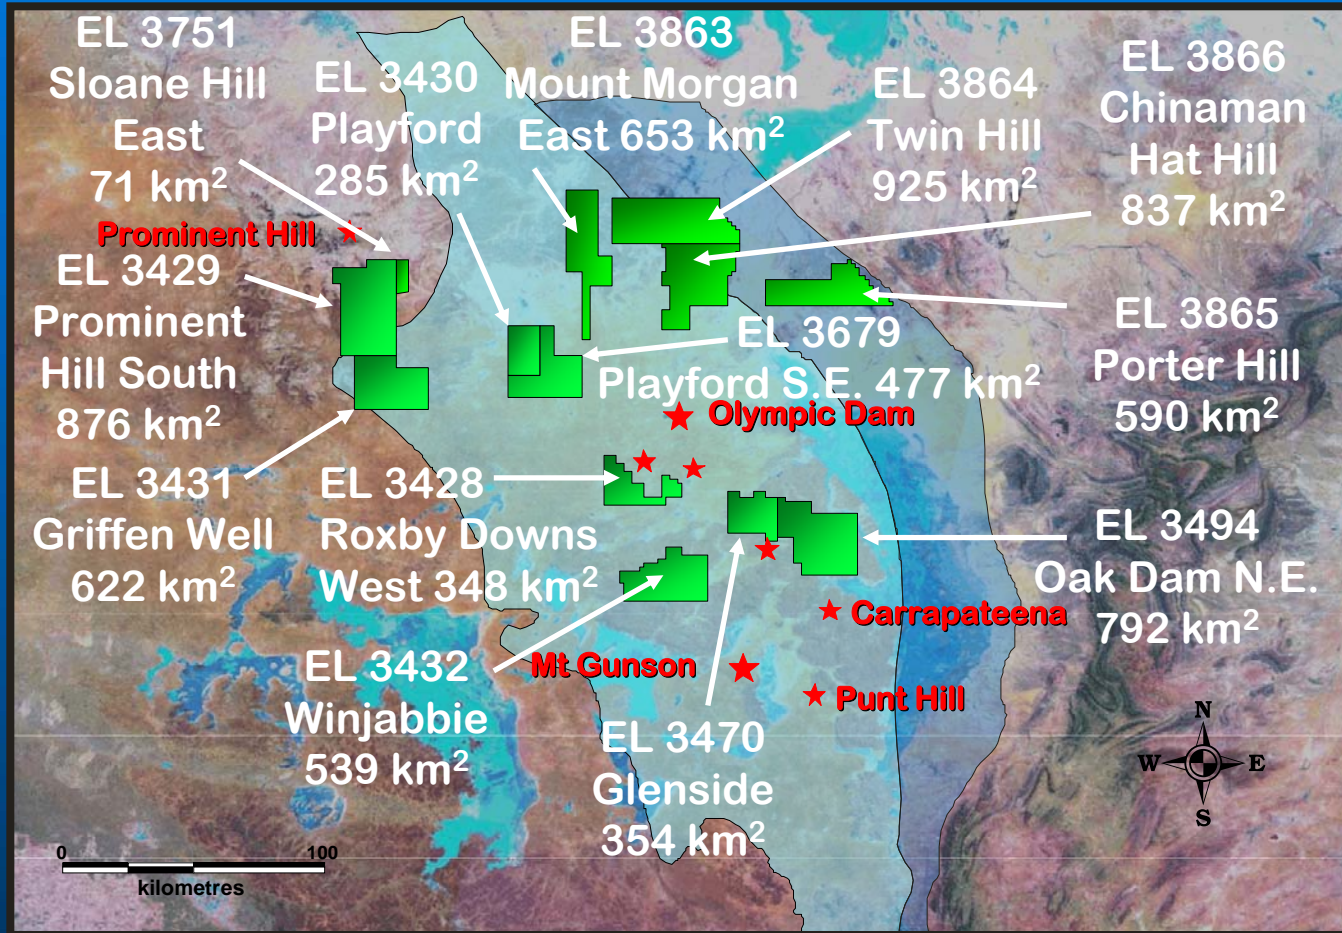 EL 3751
Sloane Hill
East
71 km²
EL 3430
Playford
285 km²
EL 3863
Mount Morgan
East 653 km²
EL 3864
Twin Hill
925 km²
EL 3866
Chinaman
Hat Hill
837 km²
Prominent Hill
EL 3429
Prominent
Hill South
876 km²
EL 3679
Playford S.E. 477 km²
EL 3865
Porter Hill
590 km²
Olympic Dam
EL 3431
Griffen Well
622 km²
EL 3428
Roxby Downs
West 348 km²
EL 3494
Oak Dam N.E.
792 km²
Carrapateena
EL 3432
Winjabbie
539 km²
Mt Gunson
Punt Hill
EL 3470
Glenside
354 km²
N
W E
S
0 100
kilometres